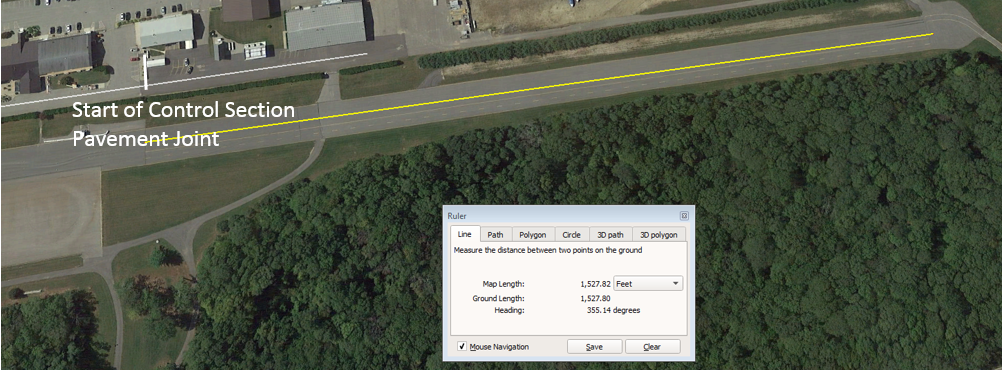 Start of Control Section
Pavement Joint
Ruler
Line Path Polygon Circle 3D path 3D polygon
Measure the distance between two points on the ground
Map Length: 1,527.82 Feet
Ground Length: 1,527.80
Heading: 355.14 degrees
Mouse Navigation Save Clear